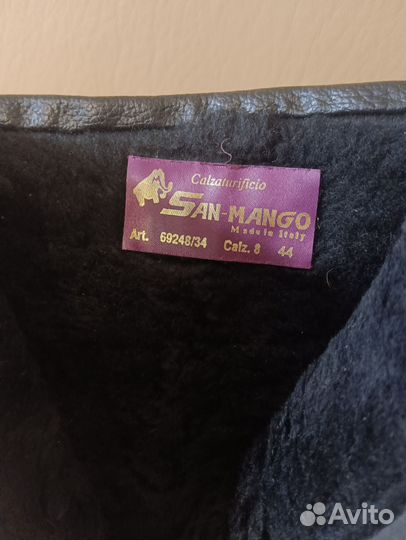 Calzaturificio
SAN-MANGO
Made in Italy
Art. 69248/34 Calz. 8 44
Avito